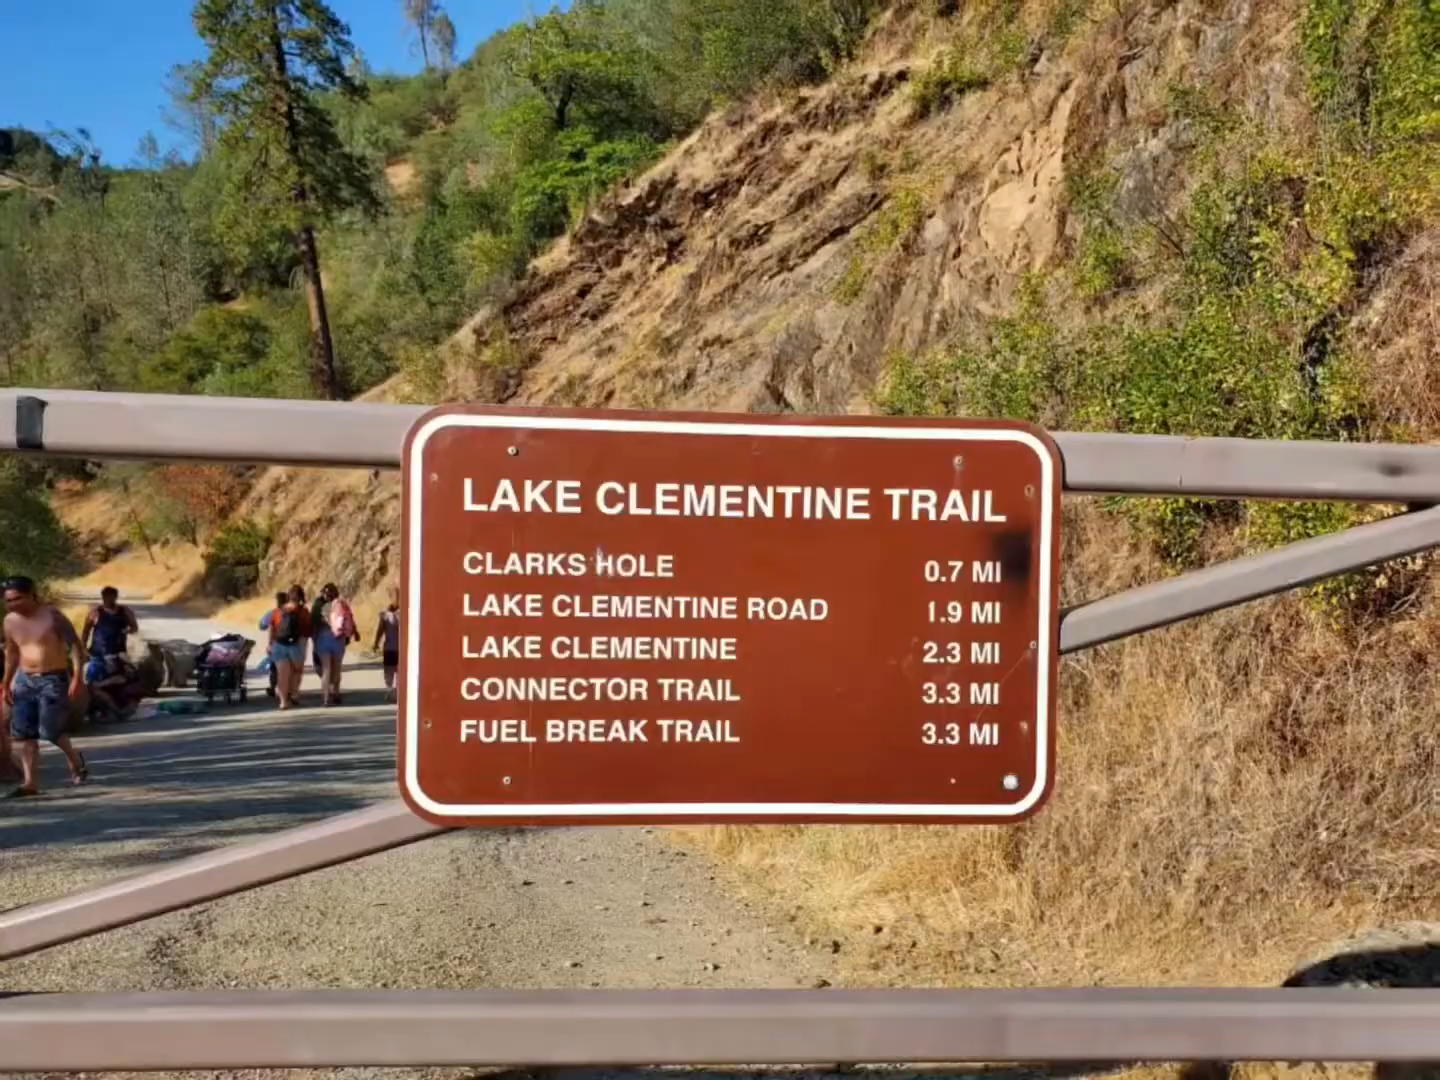 LAKE CLEMENTINE TRAIL
CLARKS HOLE 0.7 MI
LAKE CLEMENTINE ROAD 1.9 MI
LAKE CLEMENTINE 2.3 MI
CONNECTOR TRAIL 3.3 MI
FUEL BREAK TRAIL 3.3 MI